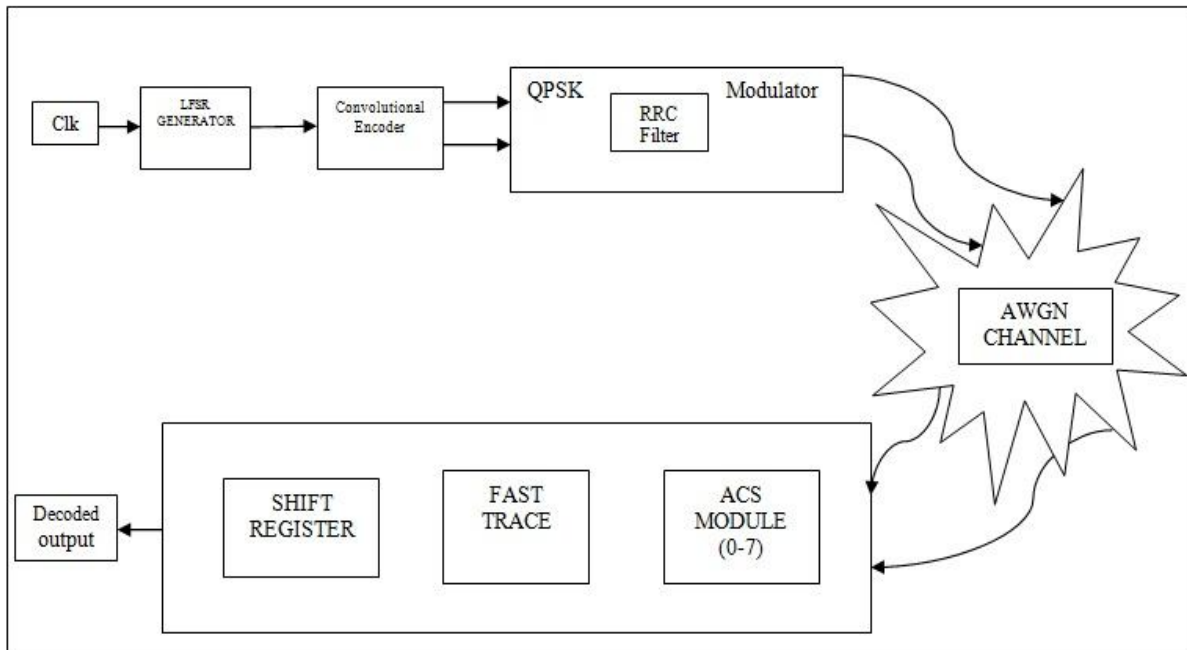 Clk
LFSR
GENERATOR
Convolutional
Encoder
QPSK Modulator
RRC
Filter
AWGN
CHANNEL
Decoded
output
SHIFT
REGISTER
FAST
TRACE
ACS
MODULE
(0-7)